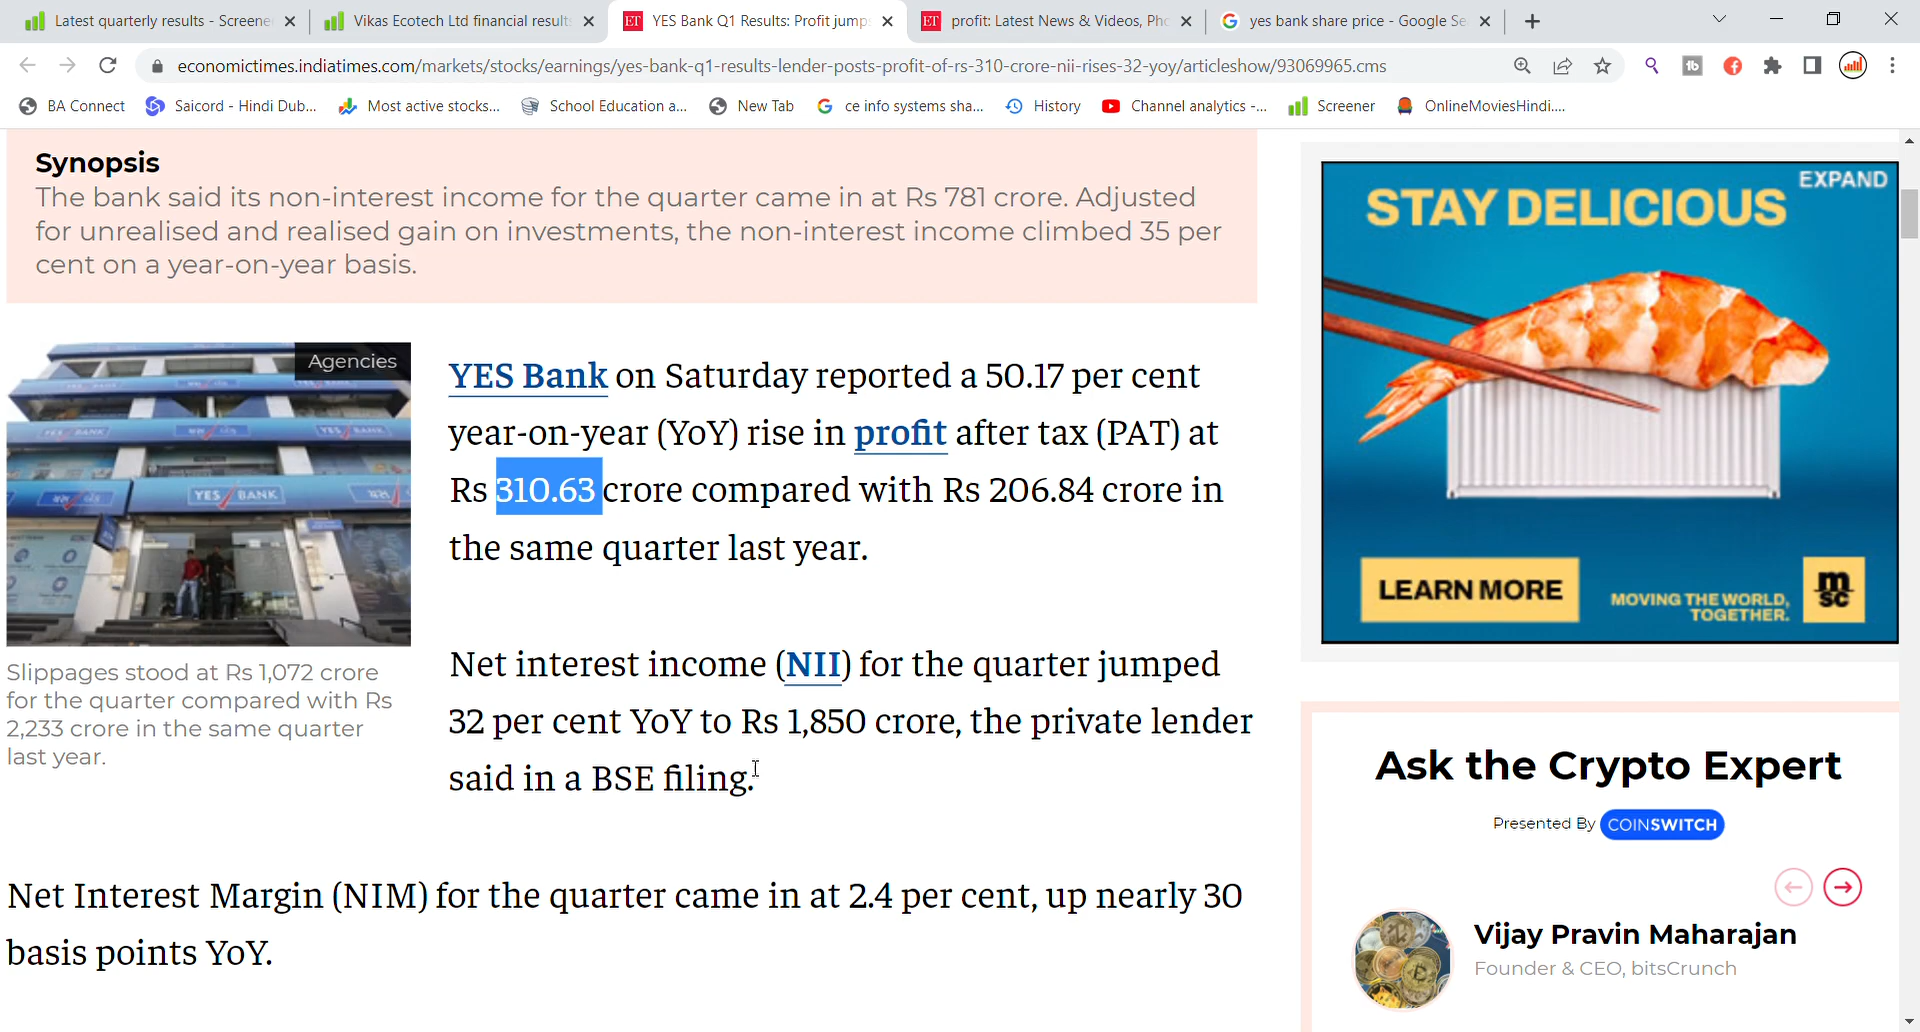 Latest quarterly results - Screene
Vikas Ecotech Ltd financial results
YES Bank Q1 Results: Profit jumps
profit: Latest News & Videos, Pho
yes bank share price - Google Se
economictimes.indiatimes.com/markets/stocks/earnings/yes-bank-q1-results-lender-posts-profit-of-rs-310-crore-nii-rises-32-yoy/articleshow/93069965.cms
BA Connect
Saicord - Hindi Dub...
Most active stocks...
School Education a...
New Tab
ce info systems sha...
History
Channel analytics -...
Screener
OnlineMoviesHindi....
Synopsis
The bank said its non-interest income for the quarter came in at Rs 781 crore. Adjusted
for unrealised and realised gain on investments, the non-interest income climbed 35 per
cent on a year-on-year basis.
Agencies
YES BANK
YES BANK
YES BANK
Slippages stood at Rs 1,072 crore
for the quarter compared with Rs
2,233 crore in the same quarter
last year.
YES Bank on Saturday reported a 50.17 per cent
year-on-year (YoY) rise in profit after tax (PAT) at
Rs 310.63 crore compared with Rs 206.84 crore in
the same quarter last year.
Net interest income (NII) for the quarter jumped
32 per cent YoY to Rs 1,850 crore, the private lender
said in a BSE filing.
Net Interest Margin (NIM) for the quarter came in at 2.4 per cent, up nearly 30
basis points YoY.
EXPAND
STAY DELICIOUS
LEARN MORE
MOVING THE WORLD,
TOGETHER.
m
sc
Ask the Crypto Expert
Presented By COINSWITCH
Vijay Pravin Maharajan
Founder & CEO, bitsCrunch